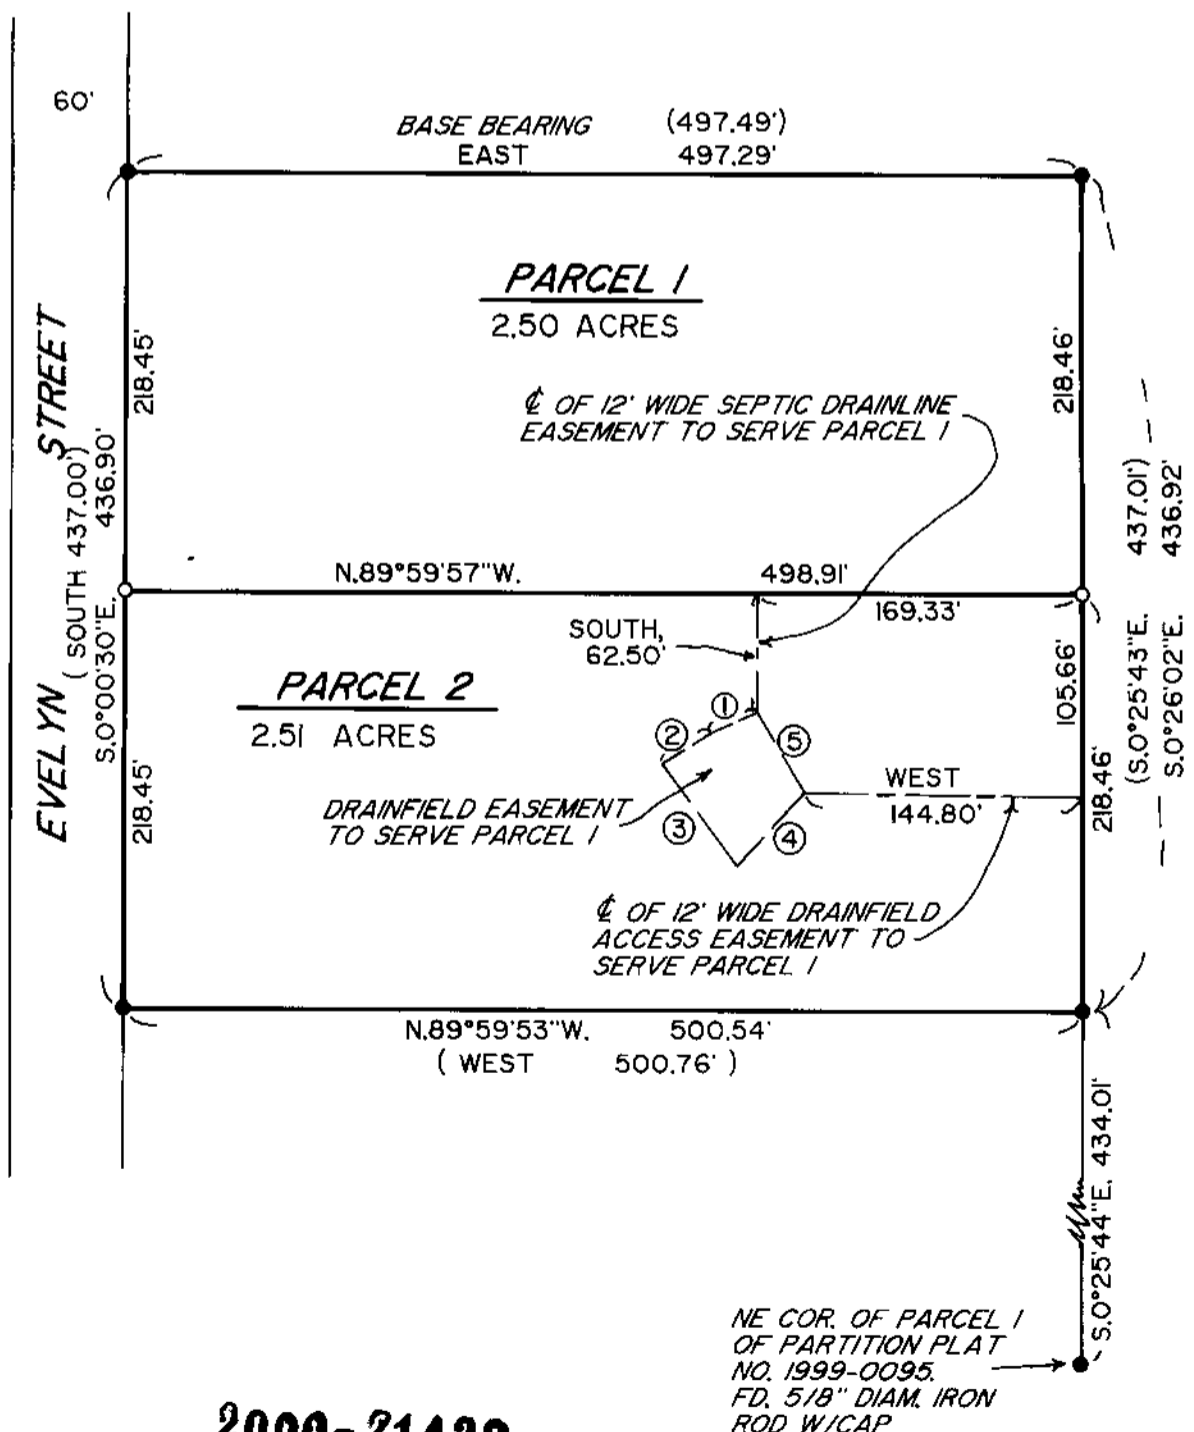 60'
BASE BEARING (497.49')
EAST 497.29'
PARCEL 1
2.50 ACRES
218.45'
218.46'
EVELYN STREET
( SOUTH 437.00')
S.0°00'30"E. 436.90'
℄ OF 12' WIDE SEPTIC DRAINLINE
EASEMENT TO SERVE PARCEL 1
(S.0°25'43"E. 437.01')
S.0°26'02"E. 436.92'
N.89°59'57"W. 498.91'
169.33'
SOUTH,
62.50'
105.66'
PARCEL 2
2.51 ACRES
①
②
⑤
WEST
144.80'
218.45'
218.46'
DRAINFIELD EASEMENT
TO SERVE PARCEL 1
③
④
℄ OF 12' WIDE DRAINFIELD
ACCESS EASEMENT TO
SERVE PARCEL 1
N.89°59'53"W. 500.54'
( WEST 500.76' )
S.0°25'44"E. 434.01'
NE COR. OF PARCEL 1
OF PARTITION PLAT
NO. 1999-0095.
FD. 5/8" DIAM. IRON
ROD W/CAP